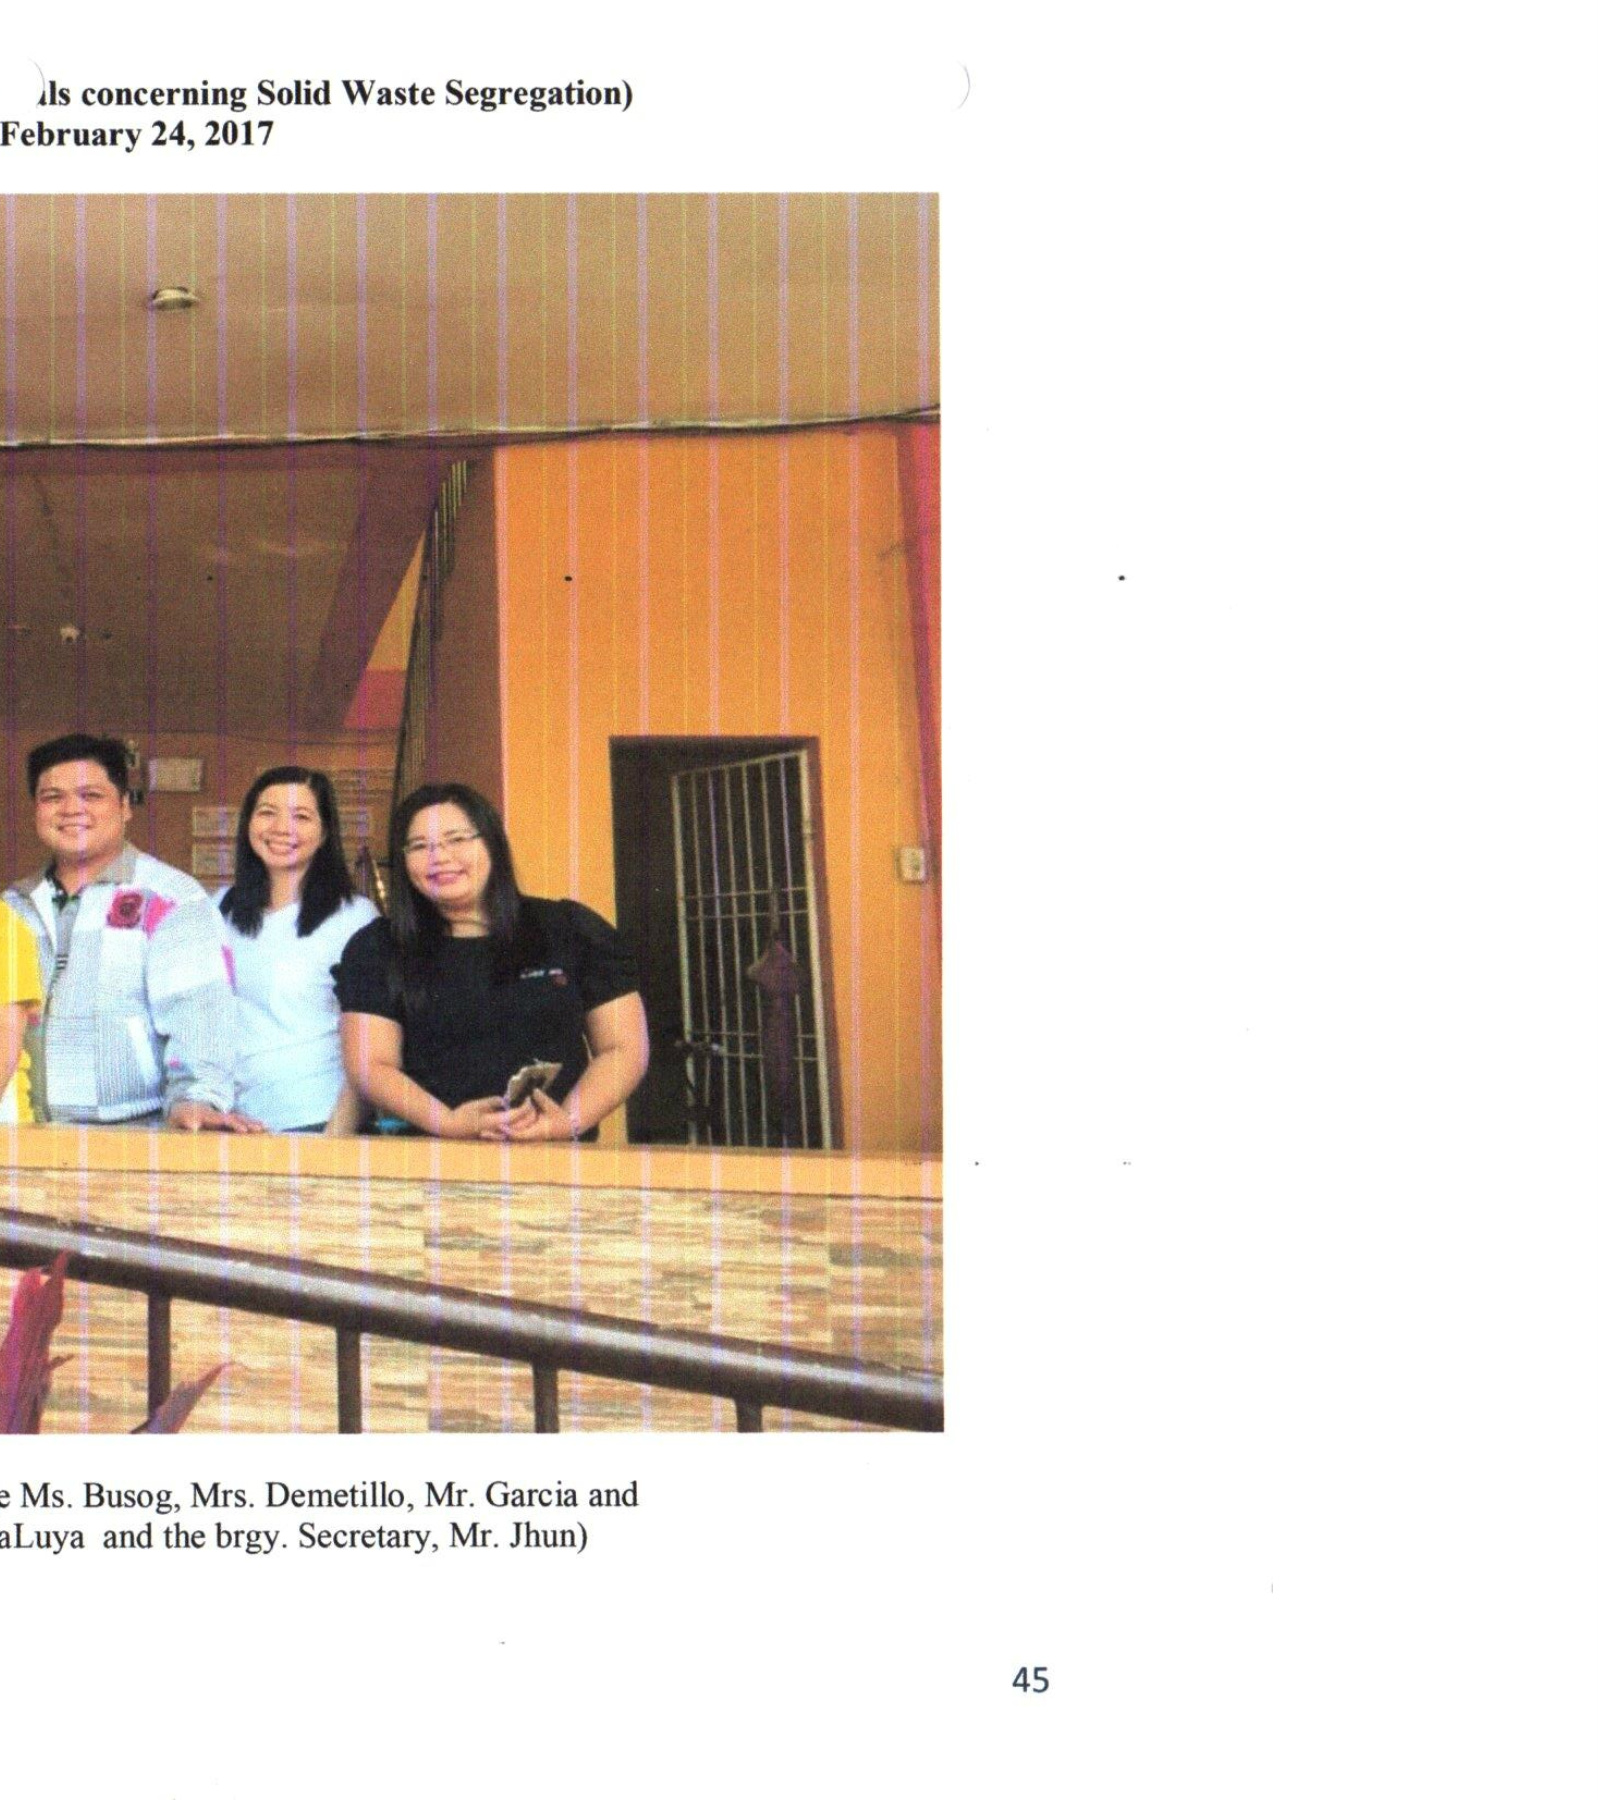 ls concerning Solid Waste Segregation)
February 24, 2017
e Ms. Busog, Mrs. Demetillo, Mr. Garcia and
aLuya and the brgy. Secretary, Mr. Jhun)
45